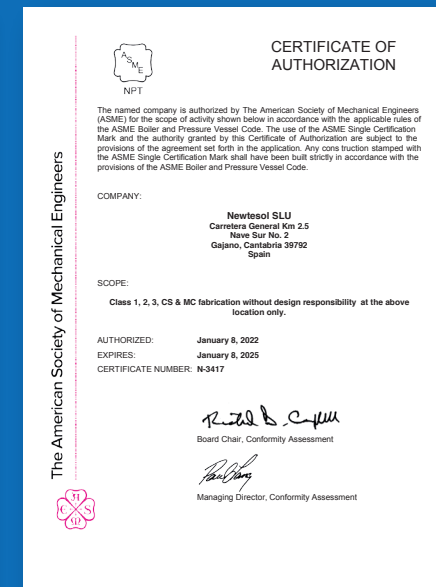 ASME
NPT
CERTIFICATE OF
AUTHORIZATION
The named company is authorized by The American Society of Mechanical Engineers
(ASME) for the scope of activity shown below in accordance with the applicable rules of
the ASME Boiler and Pressure Vessel Code. The use of the ASME Single Certification
Mark and the authority granted by this Certificate of Authorization are subject to the
provisions of the agreement set forth in the application. Any cons truction stamped with
the ASME Single Certification Mark shall have been built strictly in accordance with the
provisions of the ASME Boiler and Pressure Vessel Code.
COMPANY:
Newtesol SLU
Carretera General Km 2.5
Nave Sur No. 2
Gajano, Cantabria 39792
Spain
SCOPE:
Class 1, 2, 3, CS & MC fabrication without design responsibility at the above
location only.
AUTHORIZED: January 8, 2022
EXPIRES: January 8, 2025
CERTIFICATE NUMBER: N-3417
Board Chair, Conformity Assessment
Managing Director, Conformity Assessment
The American Society of Mechanical Engineers
ASME